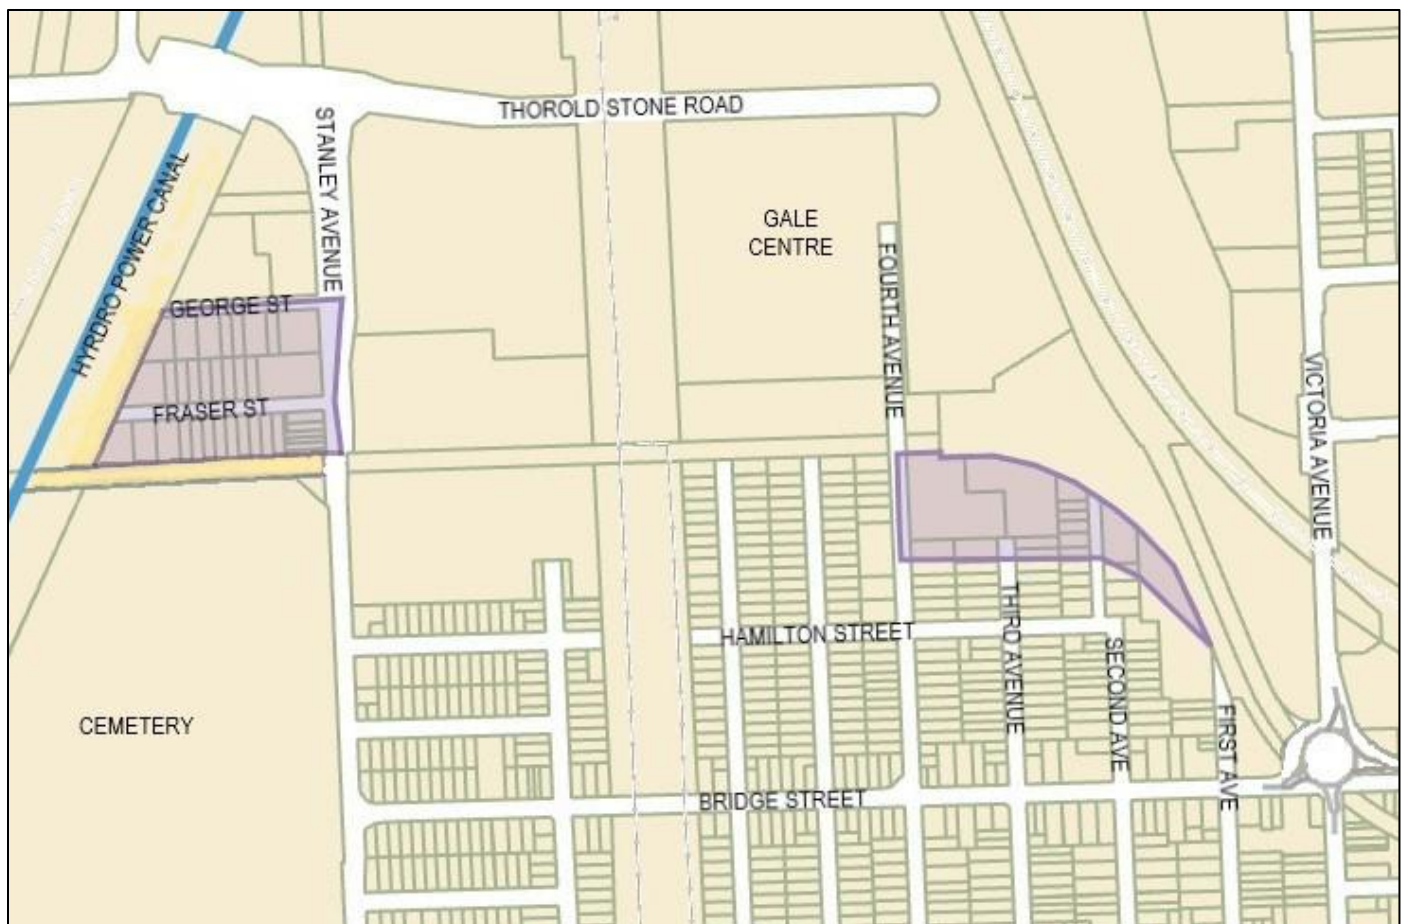 THOROLD STONE ROAD
STANLEY AVENUE
HYRDRO POWER CANAL
GALE
CENTRE
FOURTH AVENUE
GEORGE ST
FRASER ST
VICTORIA AVENUE
HAMILTON STREET
THIRD AVENUE
SECOND AVE
CEMETERY
FIRST AVE
BRIDGE STREET